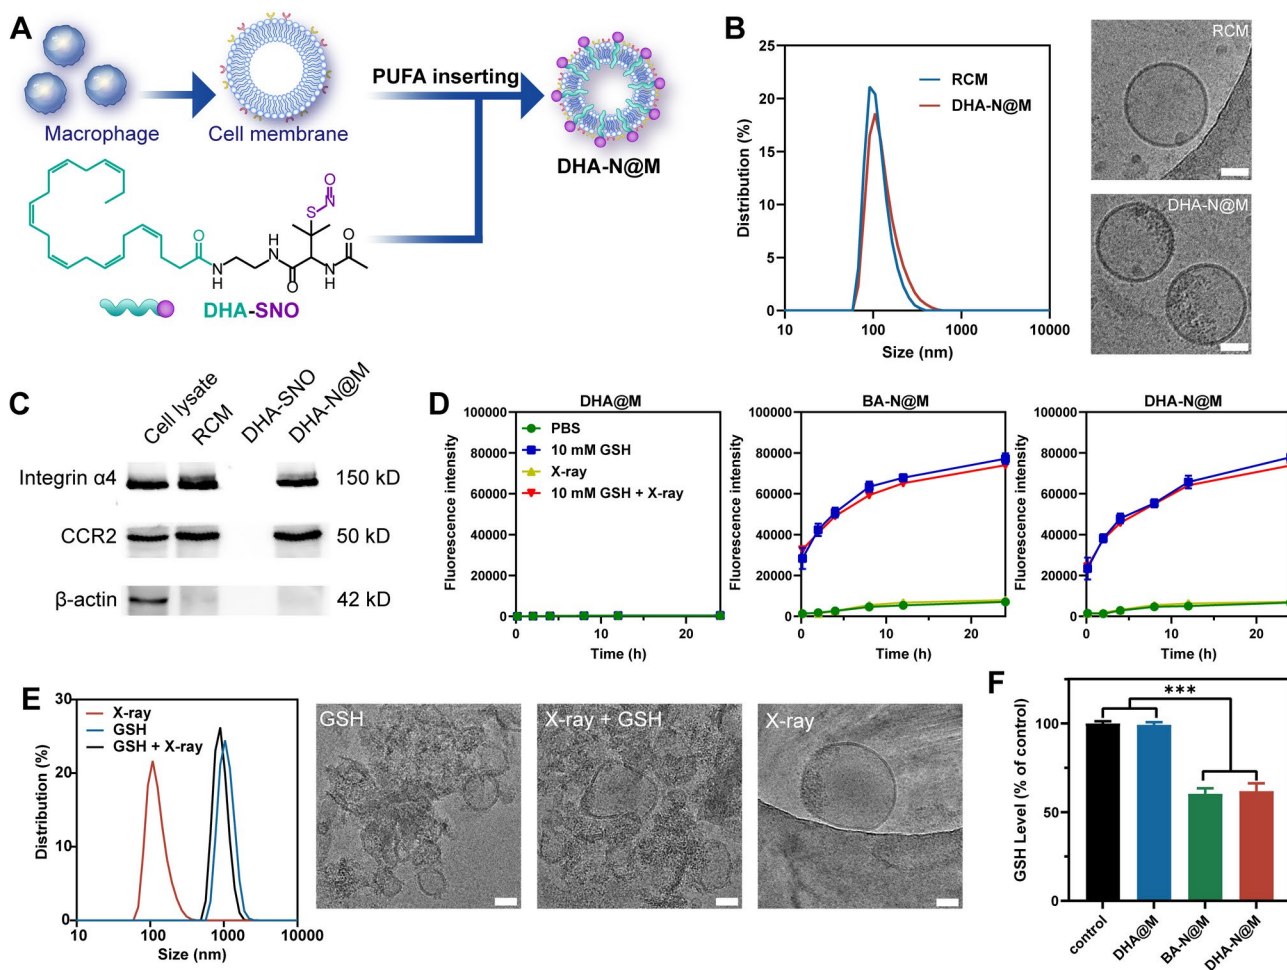 A
Macrophage
Cell membrane
PUFA inserting
DHA-N@M
O
N
S
O
N
H
H
N
O
N
H
O
DHA-SNO
B
Distribution (%)
25
20
15
10
5
0
10 100 1000 10000
Size (nm)
RCM
DHA-N@M
RCM
DHA-N@M
C
Cell lysate
RCM
DHA-SNO
DHA-N@M
Integrin α4 150 kD
CCR2 50 kD
β-actin 42 kD
D
DHA@M
Fluorescence intensity
100000
80000
60000
40000
20000
0
0 10 20
Time (h)
PBS
10 mM GSH
X-ray
10 mM GSH + X-ray
BA-N@M
Fluorescence intensity
100000
80000
60000
40000
20000
0
0 10 20
Time (h)
DHA-N@M
Fluorescence intensity
100000
80000
60000
40000
20000
0
0 10 20
Time (h)
E
Distribution (%)
30
20
10
0
10 100 1000 10000
Size (nm)
X-ray
GSH
GSH + X-ray
GSH
X-ray + GSH
X-ray
F
GSH Level (% of control)
100
50
0
***
control
DHA@M
BA-N@M
DHA-N@M